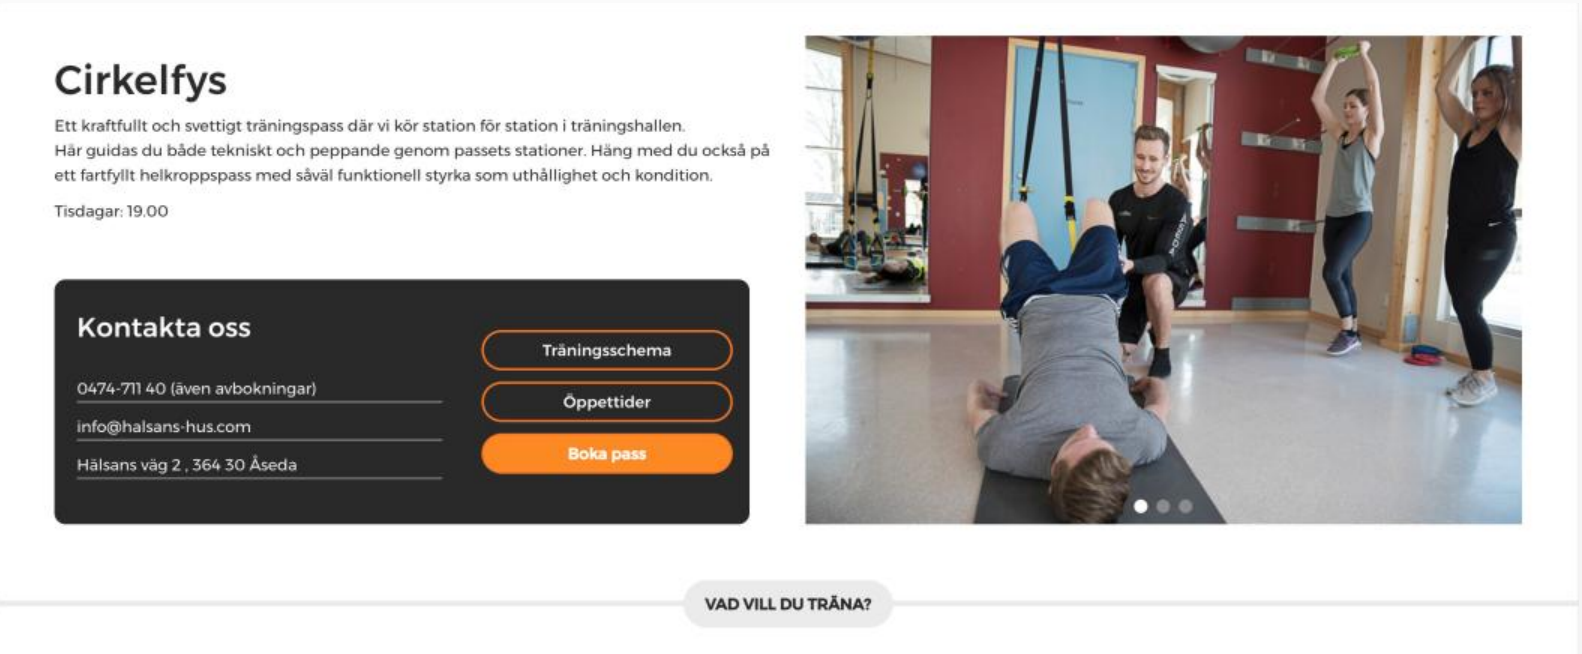 Cirkelfys
Ett kraftfullt och svettigt träningspass där vi kör station för station i träningshallen.
Här guidas du både tekniskt och peppande genom passets stationer. Häng med du också på
ett fartfyllt helkroppspass med såväl funktionell styrka som uthållighet och kondition.
Tisdagar: 19.00
Kontakta oss
0474-711 40 (även avbokningar)
info@halsans-hus.com
Hälsans väg 2 , 364 30 Åseda
Träningsschema
Öppettider
Boka pass
VAD VILL DU TRÄNA?